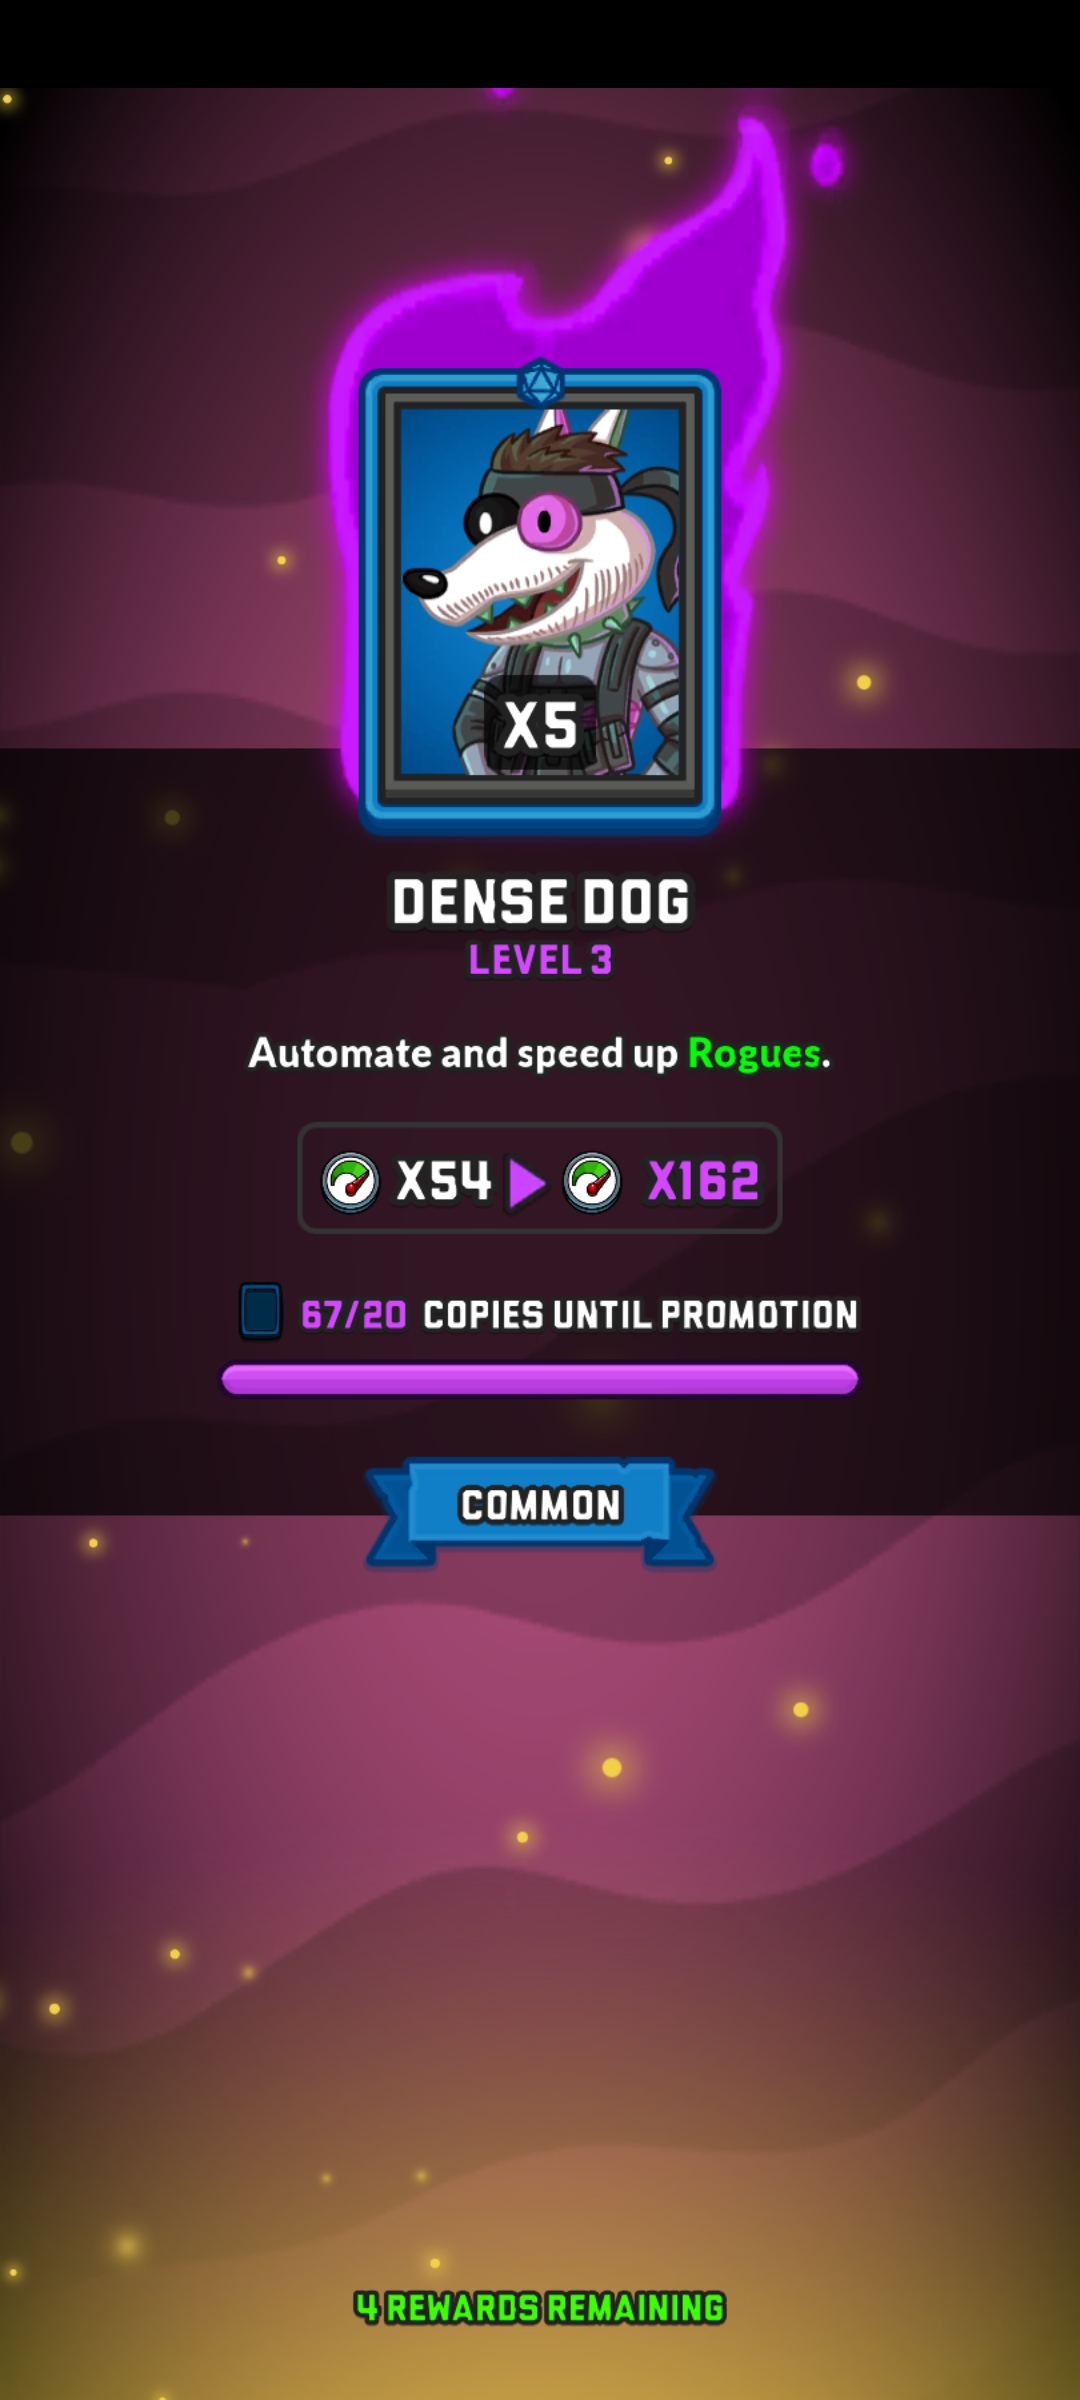 X5
DENSE DOG
LEVEL 3
Automate and speed up Rogues.
X54 X162
67/20 COPIES UNTIL PROMOTION
COMMON
4 REWARDS REMAINING